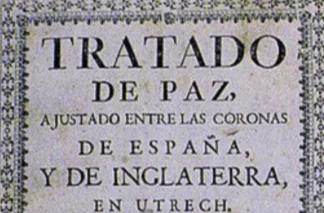 TRATADO
DE PAZ,
AJUSTADO ENTRE LAS CORONAS
DE ESPAÑA,
Y DE INGLATERRA,
EN UTRECH,